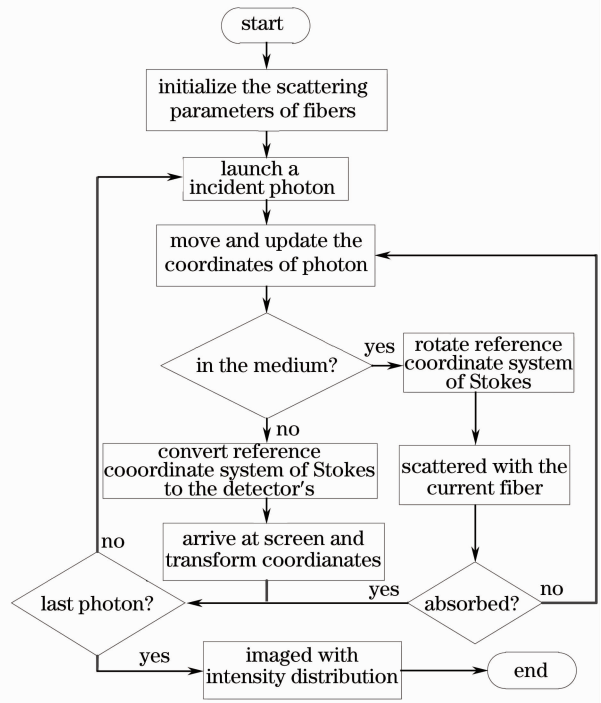 start
initialize the scattering
parameters of fibers
launch a
incident photon
move and update the
coordinates of photon
in the medium?
yes
rotate reference
coordinate system
of Stokes
no
convert reference
cooordinate system of Stokes
to the detector's
scattered with the
current fiber
arrive at screen and
transform coordianates
no
last photon?
yes
absorbed?
no
yes
imaged with
intensity distribution
end